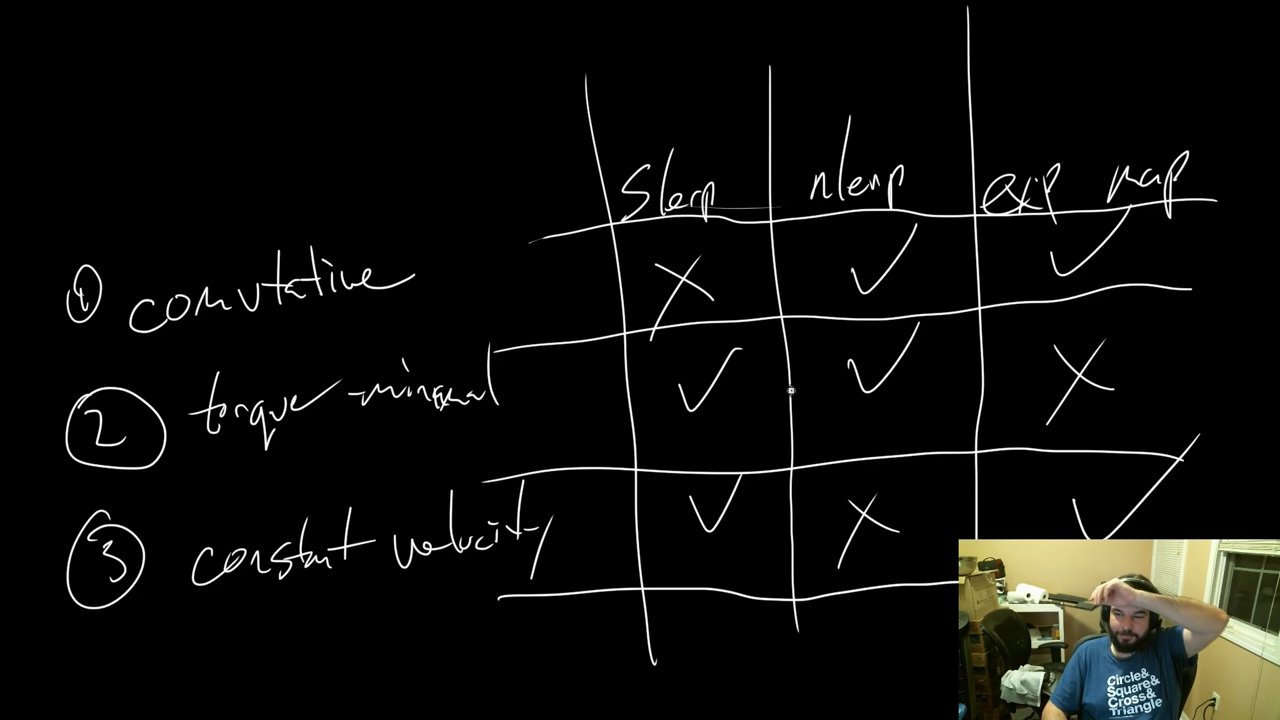 slerp nlerp exp map
① comutative X ✓ ✓
② torque-minimal ✓ ✓ X
③ constant velocity ✓ X ✓
Circle&
Square&
Cross&
Triangle